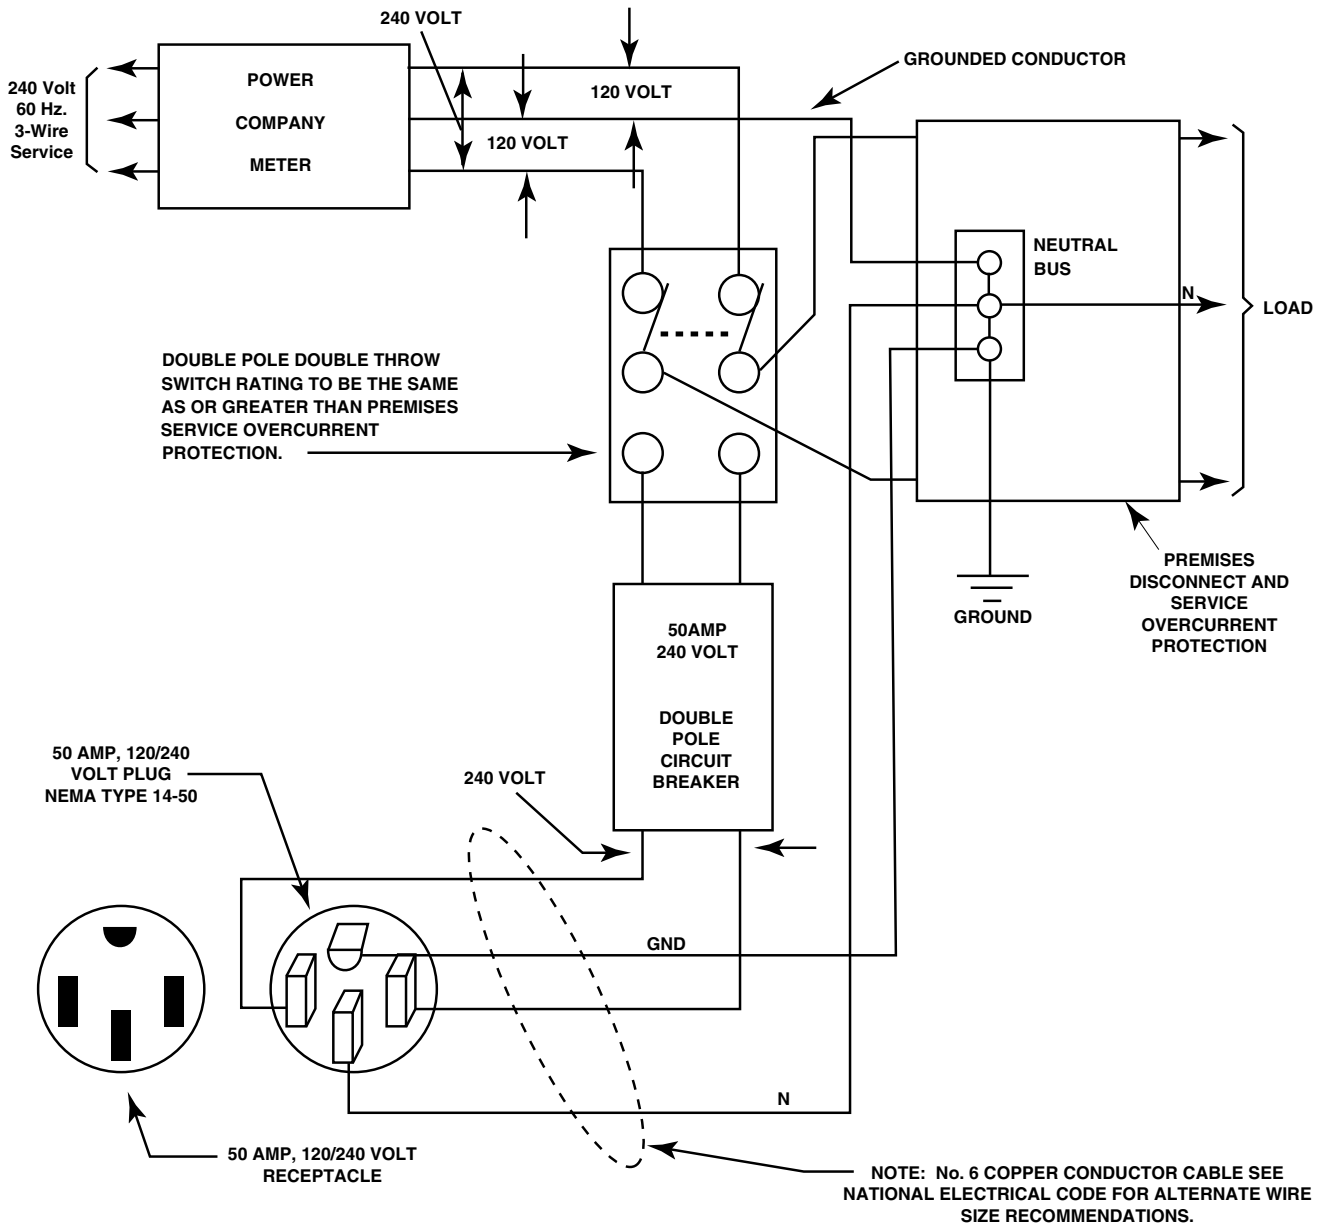 240 VOLT
GROUNDED CONDUCTOR
240 Volt
60 Hz.
3-Wire
Service
POWER
COMPANY
METER
120 VOLT
120 VOLT
NEUTRAL
BUS
N
LOAD
DOUBLE POLE DOUBLE THROW
SWITCH RATING TO BE THE SAME
AS OR GREATER THAN PREMISES
SERVICE OVERCURRENT
PROTECTION.
GROUND
PREMISES
DISCONNECT AND
SERVICE
OVERCURRENT
PROTECTION
50AMP
240 VOLT
DOUBLE
POLE
CIRCUIT
BREAKER
50 AMP, 120/240
VOLT PLUG
NEMA TYPE 14-50
240 VOLT
GND
N
50 AMP, 120/240 VOLT
RECEPTACLE
NOTE: No. 6 COPPER CONDUCTOR CABLE SEE
NATIONAL ELECTRICAL CODE FOR ALTERNATE WIRE
SIZE RECOMMENDATIONS.